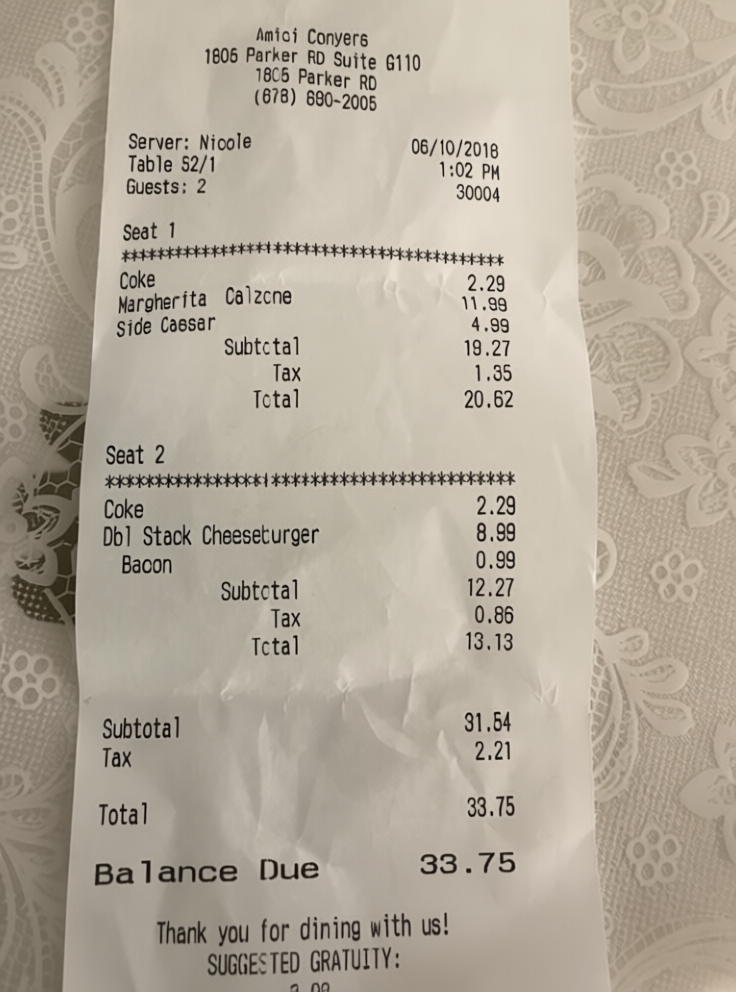 Amici Conyers
1805 Parker RD Suite G110
1805 Parker RD
(678) 690-2005
Server: Nicole 06/10/2018
Table 52/1 1:02 PM
Guests: 2 30004
Seat 1
********************************************
Coke 2.29
Margherita Calzone 11.99
Side Caesar 4.99
Subtotal 19.27
Tax 1.35
Total 20.62
Seat 2
********************************************
Coke 2.29
Dbl Stack Cheeseburger 8.99
Bacon 0.99
Subtotal 12.27
Tax 0.86
Total 13.13
Subtotal 31.54
Tax 2.21
Total 33.75
Balance Due 33.75
Thank you for dining with us!
SUGGESTED GRATUITY: